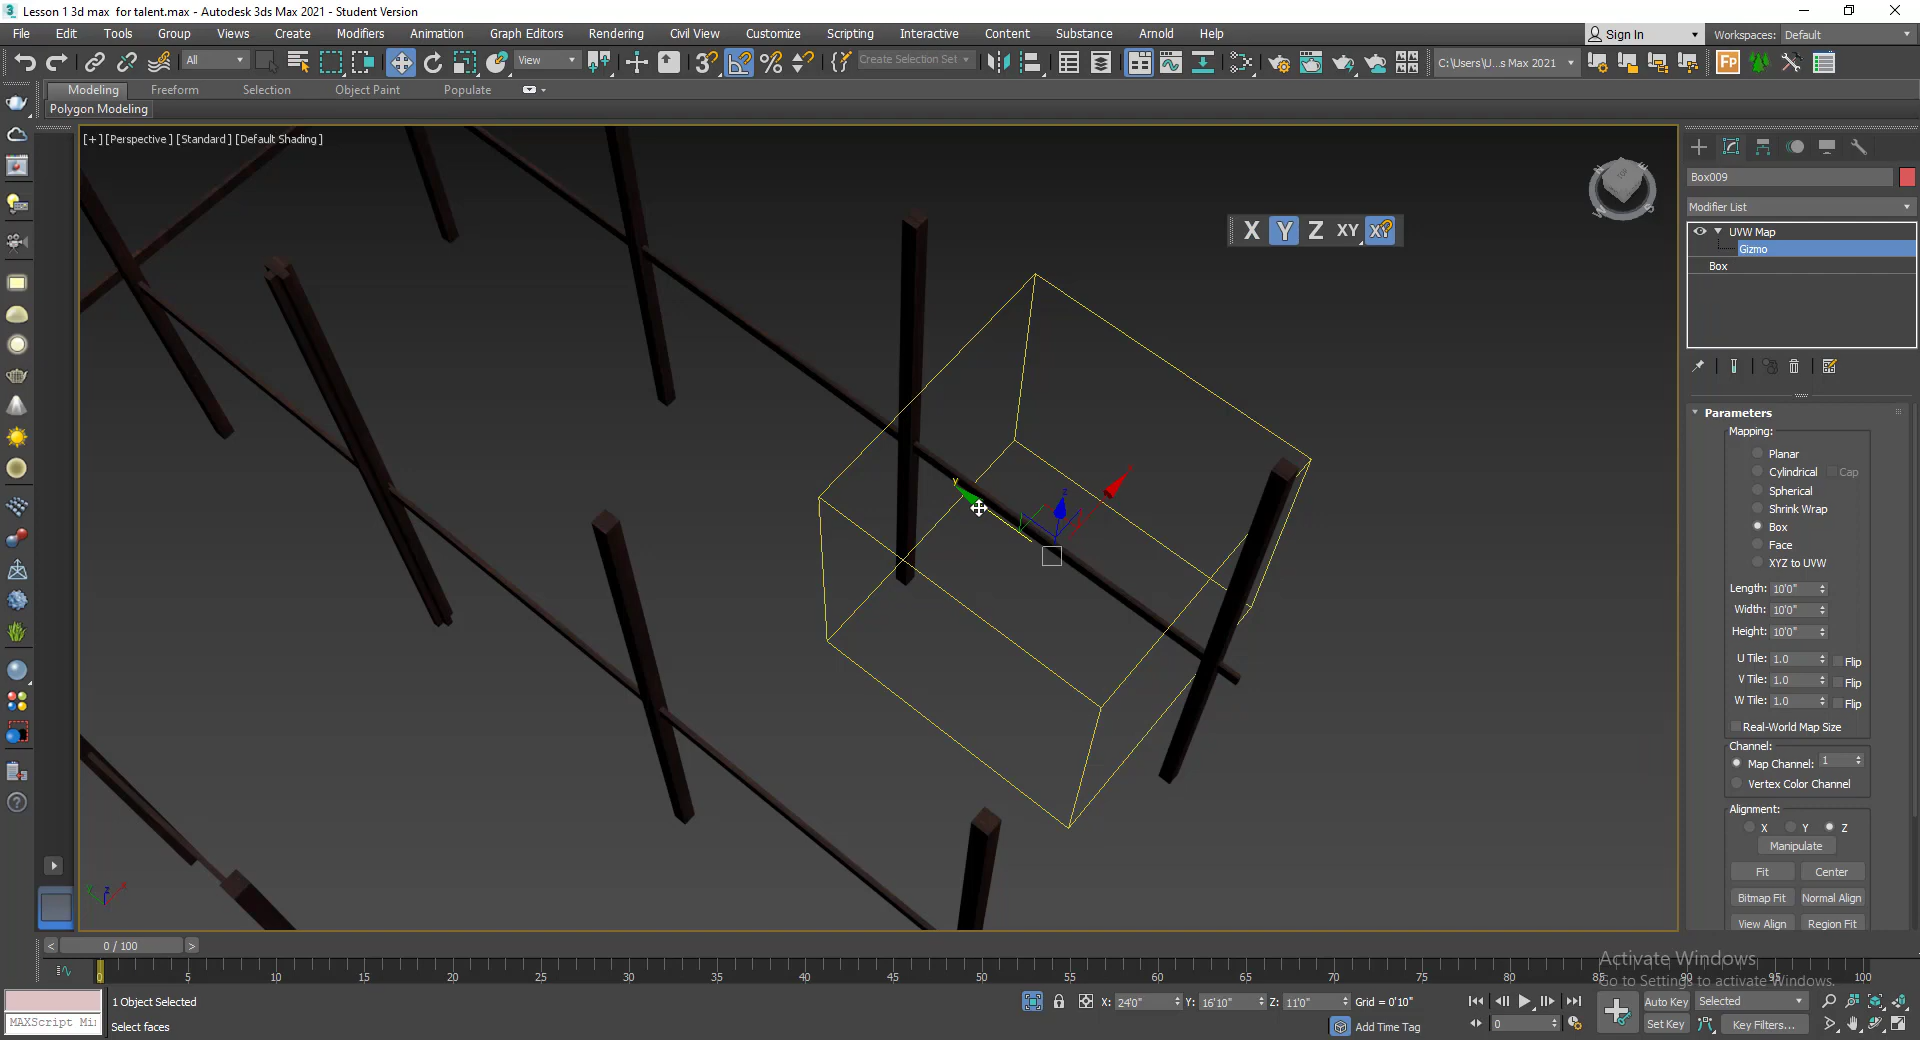 Lesson 1 3d max  for talent.max - Autodesk 3ds Max 2021 - Student Version
File Edit Tools Group Views Create Modifiers Animation Graph Editors Rendering Civil View Customize Scripting Interactive Content Substance Arnold Help
Sign In Workspaces: Default
All View Create Selection Set C:\Users\U...s Max 2021
Modeling Freeform Selection Object Paint Populate
Polygon Modeling
[+] [Perspective ] [Standard ] [Default Shading ]
X Y Z XY XY
Box009
Modifier List
UVW Map
Gizmo
Box
Parameters
Mapping:
Planar
Cylindrical Cap
Spherical
Shrink Wrap
Box
Face
XYZ to UVW
Length: 10'0"
Width: 10'0"
Height: 10'0"
U Tile: 1.0 Flip
V Tile: 1.0 Flip
W Tile: 1.0 Flip
Real-World Map Size
Channel:
Map Channel: 1
Vertex Color Channel
Alignment:
X Y Z
Manipulate
Fit Center
Bitmap Fit Normal Align
View Align Region Fit
< 0 / 100 >
0 5 10 15 20 25 30 35 40 45 50 55 60 65 70 75 80 85 90 95 100
Activate Windows
Go to Settings to activate Windows.
1 Object Selected X: 24'0" Y: 16'10" Z: 11'0" Grid = 0'10" Auto Key Selected
MAXScript Mi Select faces Add Time Tag 0 Set Key Key Filters...